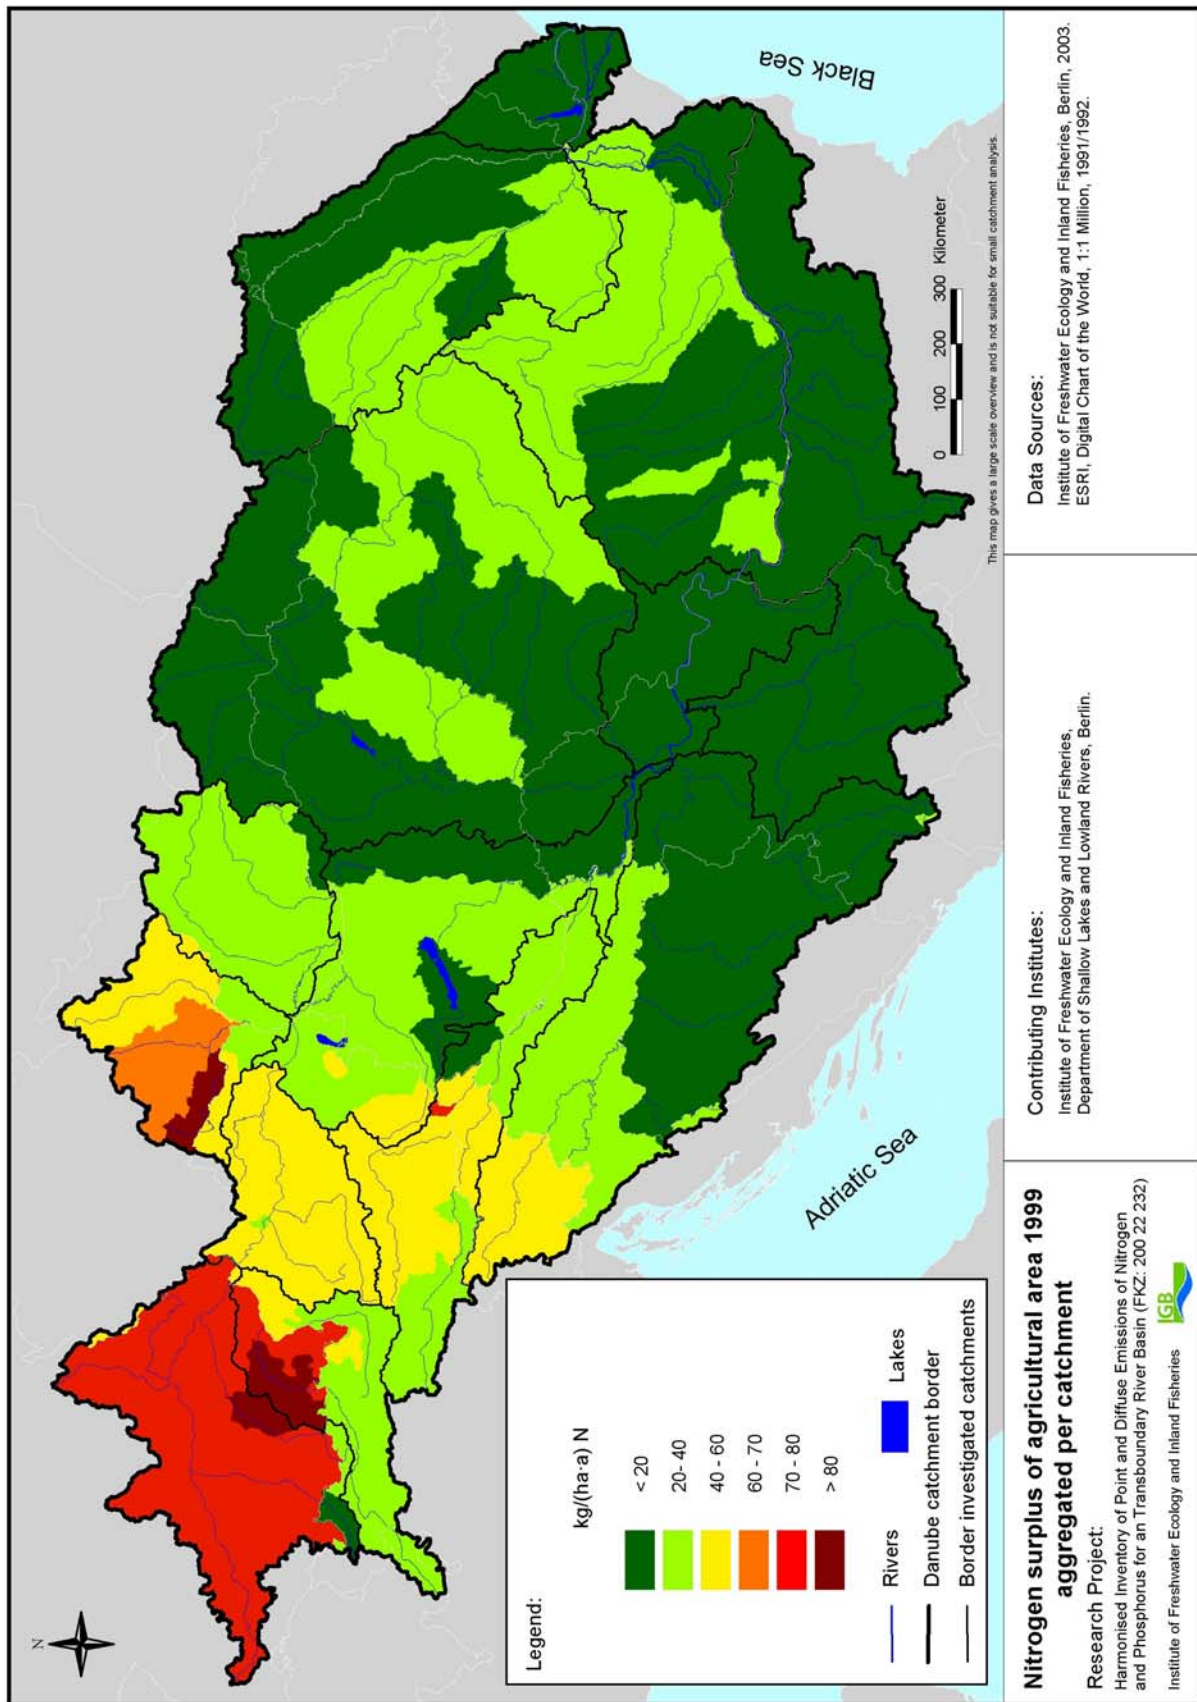 N
Black Sea
Adriatic Sea
0 100 200 300 Kilometer
This map gives a large scale overview and is not suitable for small catchment analysis.
Legend:
kg/(ha·a) N
< 20
20-40
40 - 60
60 - 70
70 - 80
> 80
Rivers
Lakes
Danube catchment border
Border investigated catchments
Nitrogen surplus of agricultural area 1999
aggregated per catchment
Research Project:
Harmonised Inventory of Point and Diffuse Emissions of Nitrogen
and Phosphorus for an Transboundary River Basin (FKZ: 200 22 232)
Institute of Freshwater Ecology and Inland Fisheries
IGB
Contributing Institutes:
Institute of Freshwater Ecology and Inland Fisheries,
Department of Shallow Lakes and Lowland Rivers, Berlin.
Data Sources:
Institute of Freshwater Ecology and Inland Fisheries, Berlin, 2003.
ESRI, Digital Chart of the World, 1:1 Million, 1991/1992.